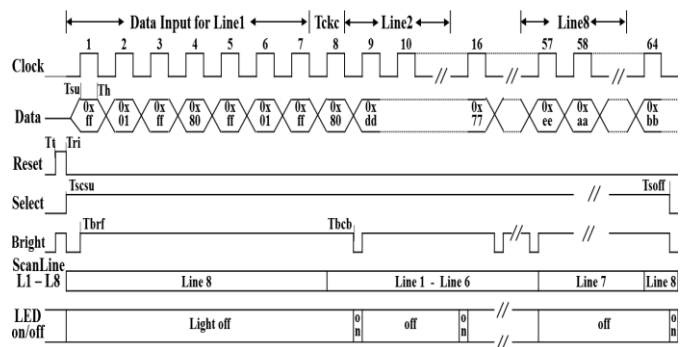 Data Input for Line1 Tckc Line2 Line8
1 2 3 4 5 6 7 8 9 10 16 57 58 64
Clock
Tsu Th
0x 0x 0x 0x 0x 0x 0x 0x 0x 0x 0x 0x 0x
Data
ff 01 ff 80 ff 01 ff 80 dd 77 ee aa bb
Tt Tri
Reset
Tscsu Tsoff
Select
Tbrf Tbcb
Bright
ScanLine
L1 – L8 Line 8 Line 1 - Line 6 Line 7 Line 8
LED
on/off Light off on off on off on